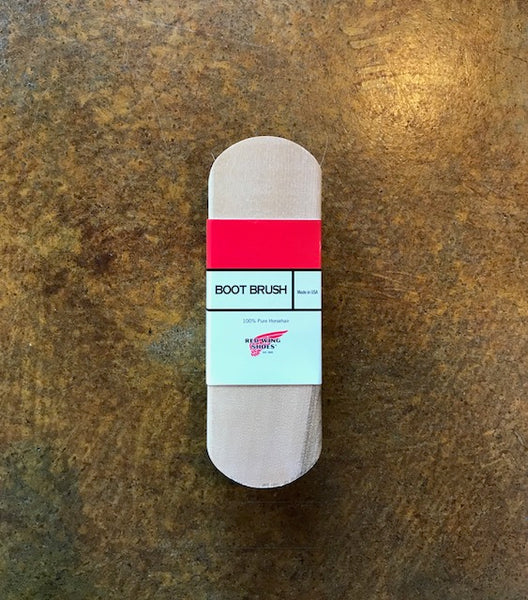 BOOT BRUSH
Made in USA
100% Pure Horsehair
RED WING
SHOES